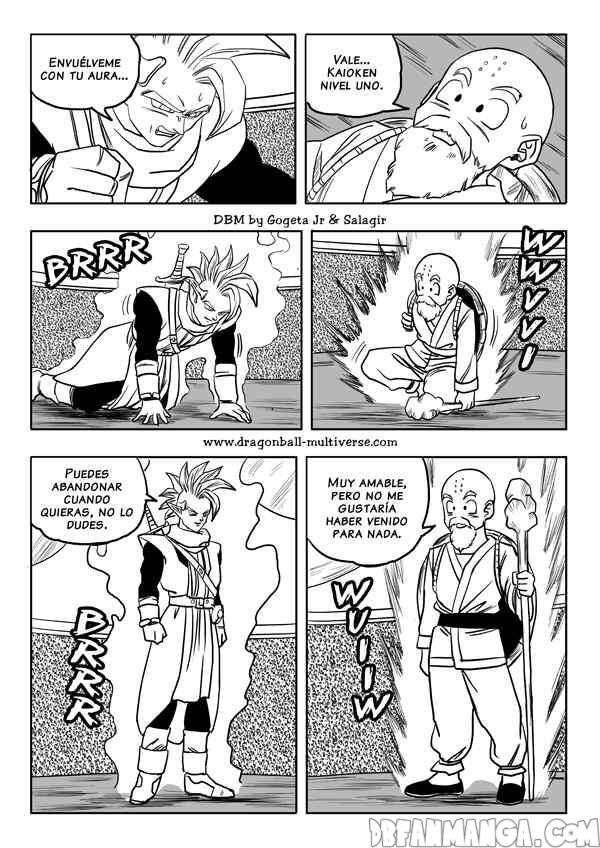 ENVUÉLVEME
CON TU AURA...
VALE...
KAIOKEN
NIVEL UNO.
DBM by Gogeta Jr & Salagir
BRRR
WWUUI
www.dragonball-multiverse.com
PUEDES
ABANDONAR
CUANDO
QUIERAS, NO LO
DUDES.
MUY AMABLE,
PERO NO ME
GUSTARÍA
HABER VENIDO
PARA NADA.
BRRR
WUIIW
DBFANMANGA.COM